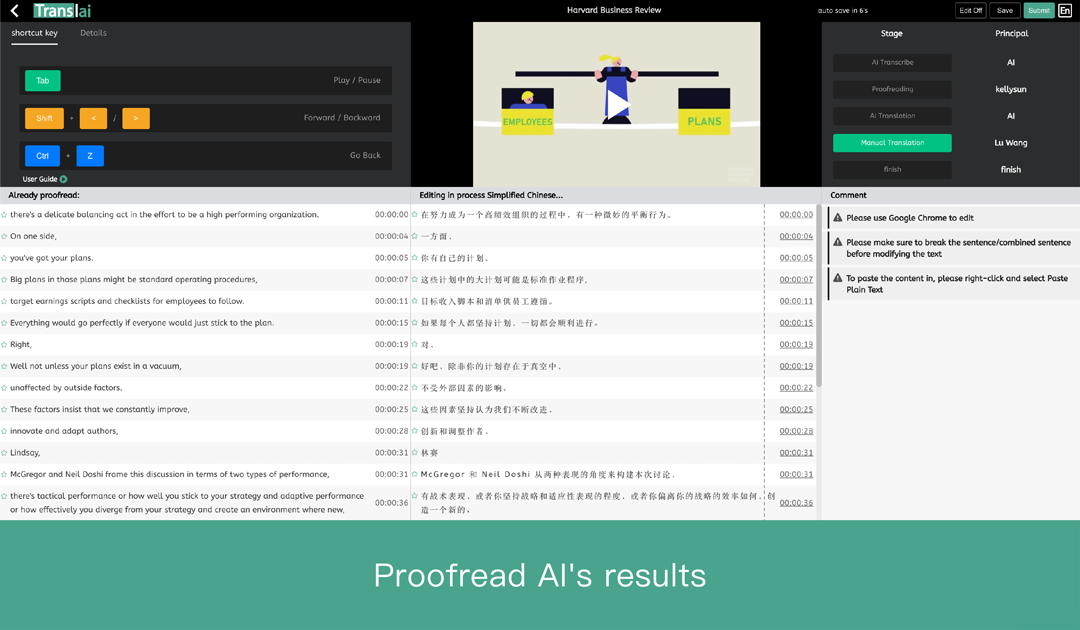 Translai
Harvard Business Review
auto save in 6's
Edit Off
Save
Submit
En
shortcut key
Details
Tab
Play / Pause
Shift + < / >
Forward / Backward
Ctrl + Z
Go Back
User Guide
EMPLOYEES
PLANS
Stage
Principal
AI Transcribe
AI
Proofreading
kellysun
AI Translation
AI
Manual Translation
Lu Wang
finish
finish
Already proofread:
Editing in process Simplified Chinese...
Comment
there's a delicate balancing act in the effort to be a high performing organization. 00:00:00 在努力成为一个高绩效组织的过程中，有一种微妙的平衡行为。 00:00:00
On one side, 00:00:04 一方面， 00:00:04
you've got your plans. 00:00:05 你有自己的计划。 00:00:05
Big plans in those plans might be standard operating procedures, 00:00:07 这些计划中的大计划可能是标准作业程序， 00:00:07
target earnings scripts and checklists for employees to follow. 00:00:11 目标收入脚本和清单供员工遵循。 00:00:11
Everything would go perfectly if everyone would just stick to the plan. 00:00:15 如果每个人都坚持计划，一切都会顺利进行。 00:00:15
Right, 00:00:19 对， 00:00:19
Well not unless your plans exist in a vacuum, 00:00:19 好吧，除非你的计划存在于真空中， 00:00:19
unaffected by outside factors. 00:00:22 不受外部因素的影响。 00:00:22
These factors insist that we constantly improve, 00:00:25 这些因素坚持认为我们不断改进， 00:00:25
innovate and adapt authors, 00:00:28 创新和调整作者， 00:00:28
Lindsay, 00:00:31 林赛 00:00:31
McGregor and Neil Doshi frame this discussion in terms of two types of performance, 00:00:31 McGregor 和 Neil Doshi 从两种表现的角度来构建本次讨论， 00:00:31
there's tactical performance or how well you stick to your strategy and adaptive performance
or how effectively you diverge from your strategy and create an environment where new, 00:00:36
有战术表现，或者你坚持战略和适应性表现的程度，或者你偏离你的战略的效率如何，创
造一个新的、 00:00:36
Please use Google Chrome to edit
Please make sure to break the sentence/combined sentence
before modifying the text
To paste the content in, please right-click and select Paste
Plain Text
Proofread AI's results